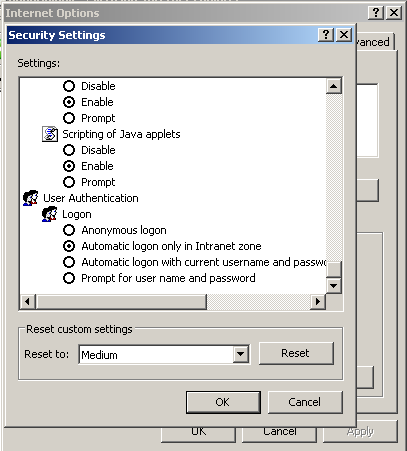 Internet Options
Security Settings
Settings:
Disable
Enable
Prompt
Scripting of Java applets
Disable
Enable
Prompt
User Authentication
Logon
Anonymous logon
Automatic logon only in Intranet zone
Automatic logon with current username and
Prompt for user name and password
Reset custom settings
Reset to: Medium Reset
OK Cancel
OK Cancel Apply